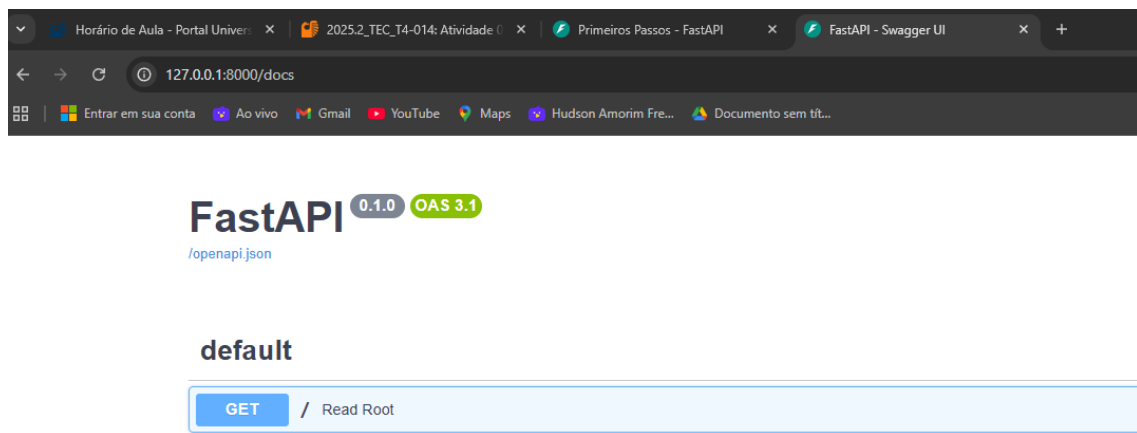 Horário de Aula - Portal Univer: 2025.2_TEC_T4-014: Atividade 0 Primeiros Passos - FastAPI FastAPI - Swagger UI
127.0.0.1:8000/docs
Entrar em sua conta Ao vivo Gmail YouTube Maps Hudson Amorim Fre... Documento sem tít...
FastAPI 0.1.0 OAS 3.1
/openapi.json
default
GET / Read Root